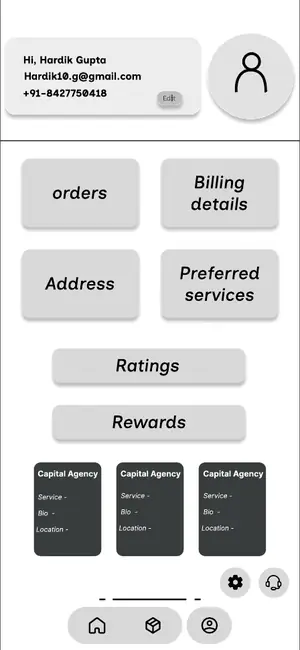 Hi, Hardik Gupta
Hardik10.g@gmail.com
+91-8427750418
Edit
orders
Billing
details
Address
Preferred
services
Ratings
Rewards
Capital Agency
Service -
Bio -
Location -
Capital Agency
Service -
Bio -
Location -
Capital Agency
Service -
Bio -
Location -